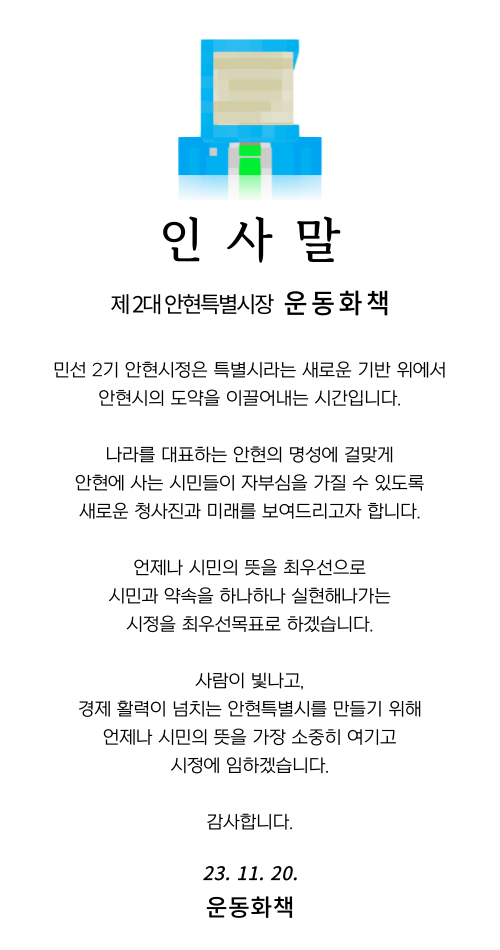 인 사 말
제 2대 안현특별시장 운동화책
민선 2기 안현시정은 특별시라는 새로운 기반 위에서
안현시의 도약을 이끌어내는 시간입니다.
나라를 대표하는 안현의 명성에 걸맞게
안현에 사는 시민들이 자부심을 가질 수 있도록
새로운 청사진과 미래를 보여드리고자 합니다.
언제나 시민의 뜻을 최우선으로
시민과 약속을 하나하나 실현해나가는
시정을 최우선목표로 하겠습니다.
사람이 빛나고,
경제 활력이 넘치는 안현특별시를 만들기 위해
언제나 시민의 뜻을 가장 소중히 여기고
시정에 임하겠습니다.
감사합니다.
23. 11. 20.
운동화책